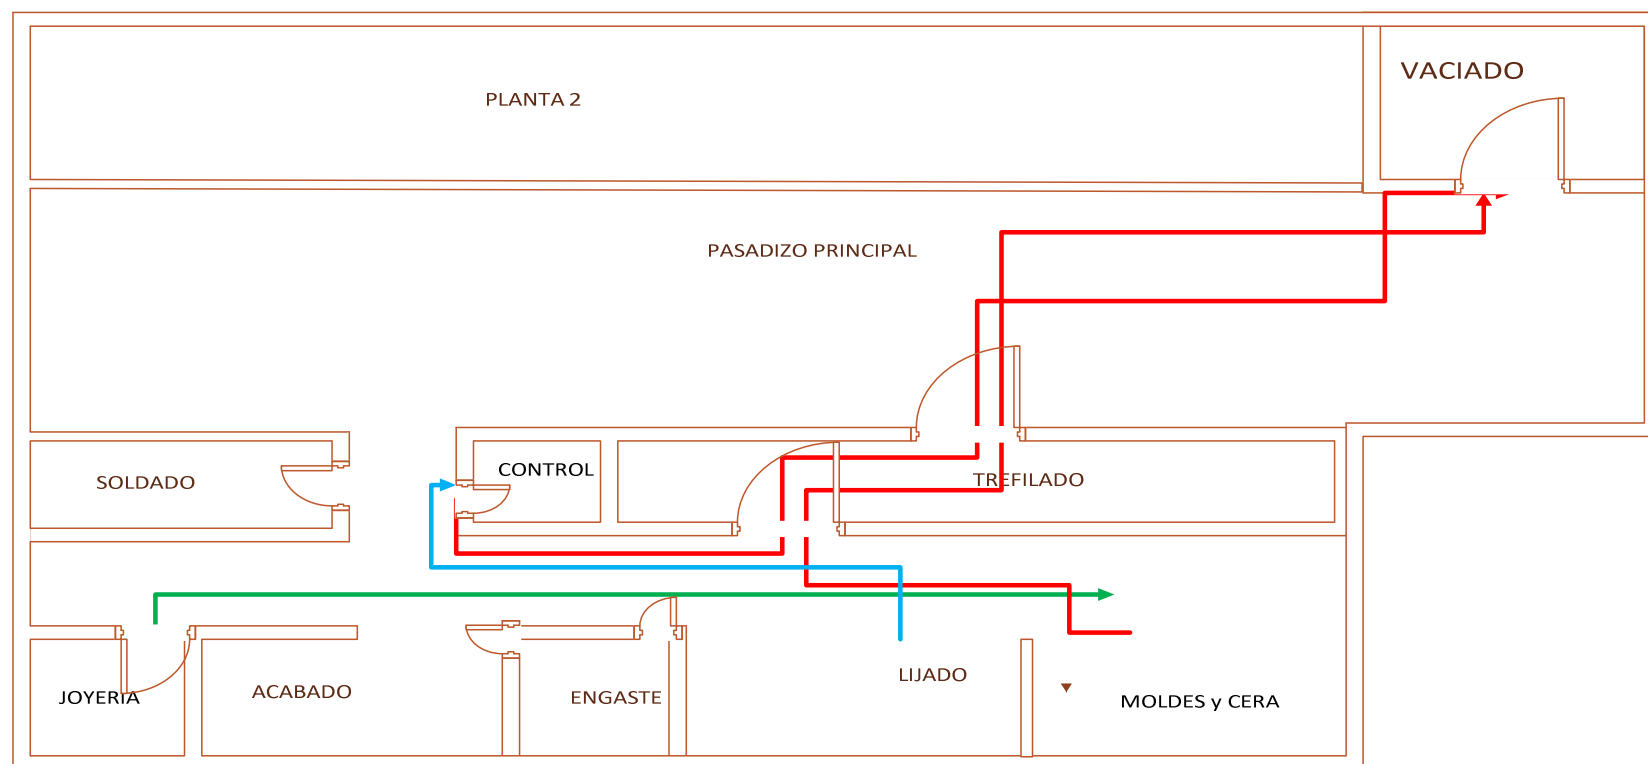 VACIADO
PLANTA 2
PASADIZO PRINCIPAL
CONTROL
SOLDADO
TREFILADO
LIJADO
JOYERIA
ACABADO
ENGASTE
MOLDES y CERA